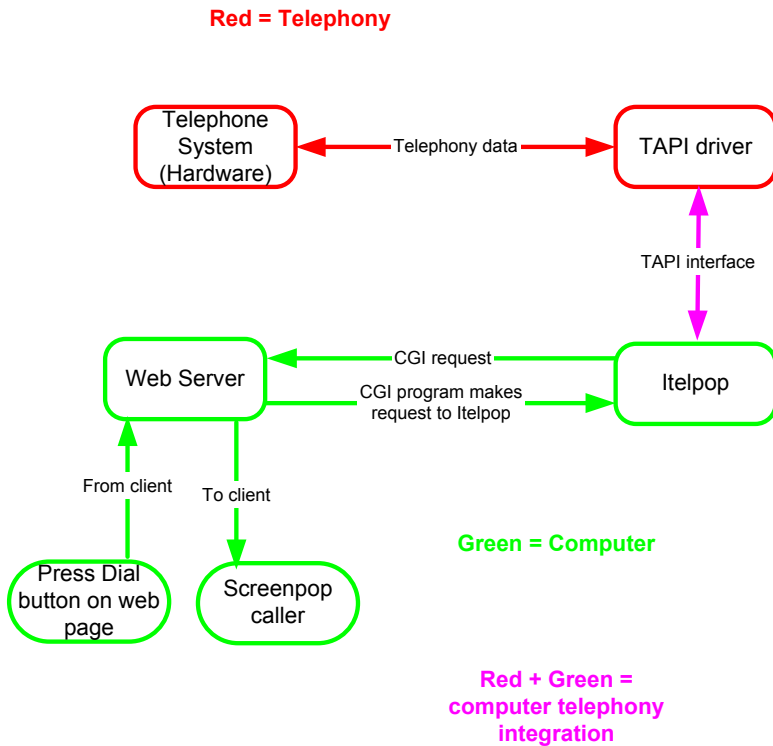 Red = Telephony
Telephone
System
(Hardware)
Telephony data
TAPI driver
TAPI interface
Web Server
CGI request
CGI program makes
request to Itelpop
Itelpop
From client
To client
Green = Computer
Press Dial
button on web
page
Screenpop
caller
Red + Green =
computer telephony
integration